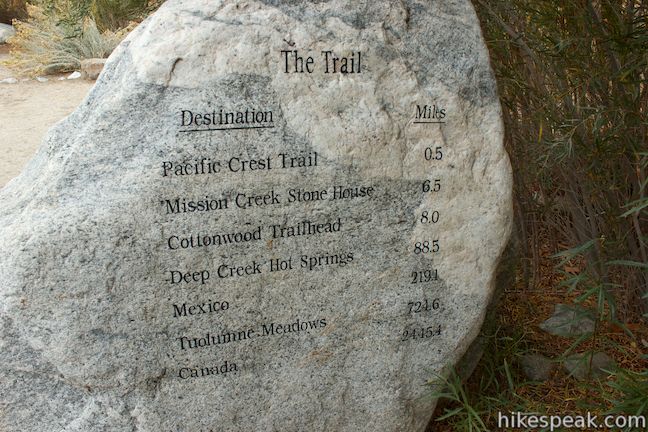 The Trail
Destination Miles
Pacific Crest Trail 0.5
Mission Creek Stone House 6.5
Cottonwood Trailhead 8.0
Deep Creek Hot Springs 88.5
Mexico 219.1
Tuolumne Meadows 724.6
Canada 2445.4
hikespeak.com